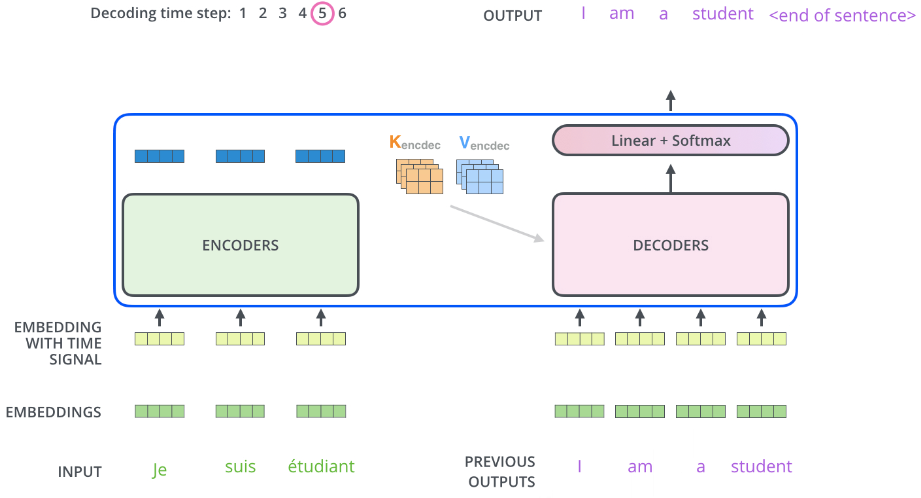 Decoding time step: 1 2 3 4 5 6
OUTPUT I am a student <end of sentence>
Kencdec Vencdec
Linear + Softmax
ENCODERS
DECODERS
EMBEDDING
WITH TIME
SIGNAL
EMBEDDINGS
INPUT Je suis étudiant
PREVIOUS
OUTPUTS
I am a student